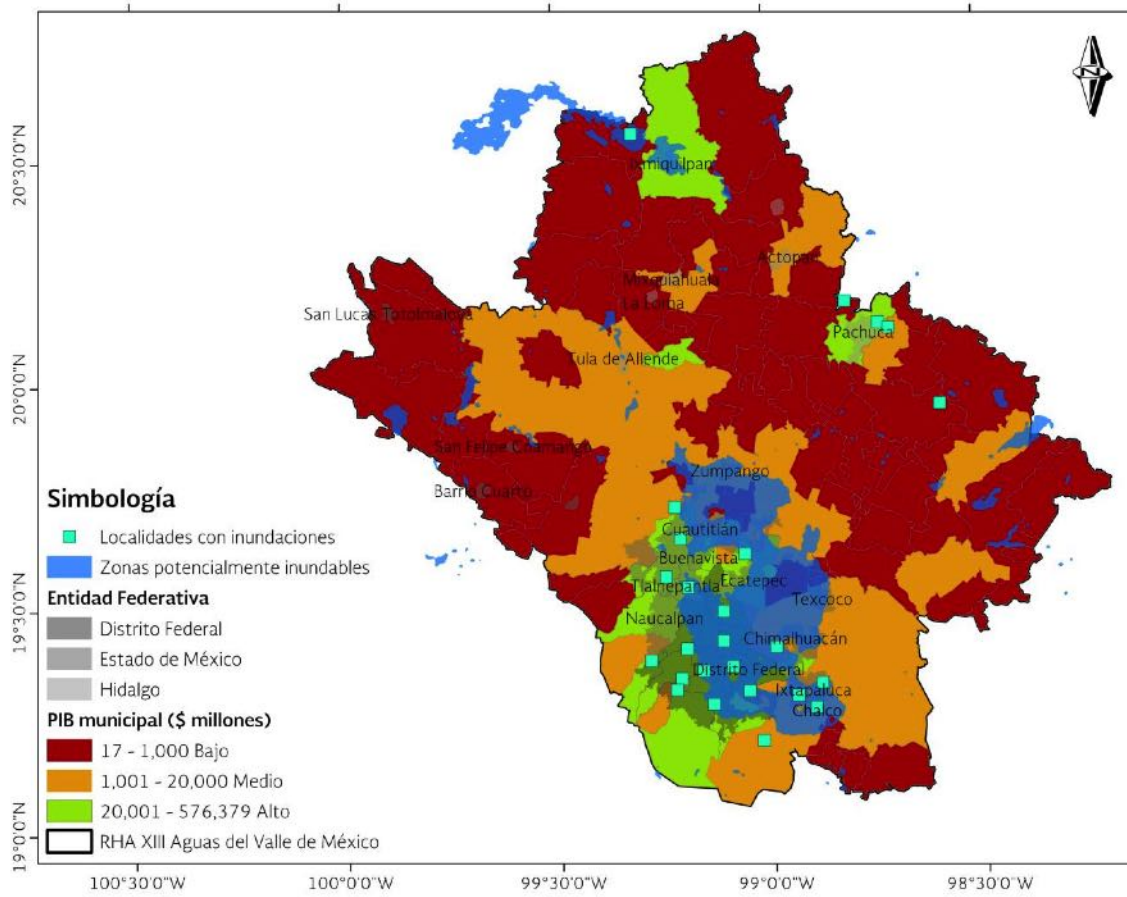 100°30'0"W
100°0'0"W
99°30'0"W
99°0'0"W
98°30'0"W
20°30'0"N
20°0'0"N
19°30'0"N
19°0'0"N
N
Ixmiquilpan
Actopan
Mixquiahuala
La Loma
San Lucas Totolmaloya
Pachuca
Tula de Allende
San Felipe Coamango
Barrio Cuarto
Zumpango
Cuautitlán
Buenavista
Ecatepec
Tlalnepantla
Texcoco
Naucalpan
Chimalhuacán
Distrito Federal
Ixtapaluca
Chalco
Simbología
Localidades con inundaciones
Zonas potencialmente inundables
Entidad Federativa
Distrito Federal
Estado de México
Hidalgo
PIB municipal ($ millones)
17 - 1,000 Bajo
1,001 - 20,000 Medio
20,001 - 576,379 Alto
RHA XIII Aguas del Valle de México